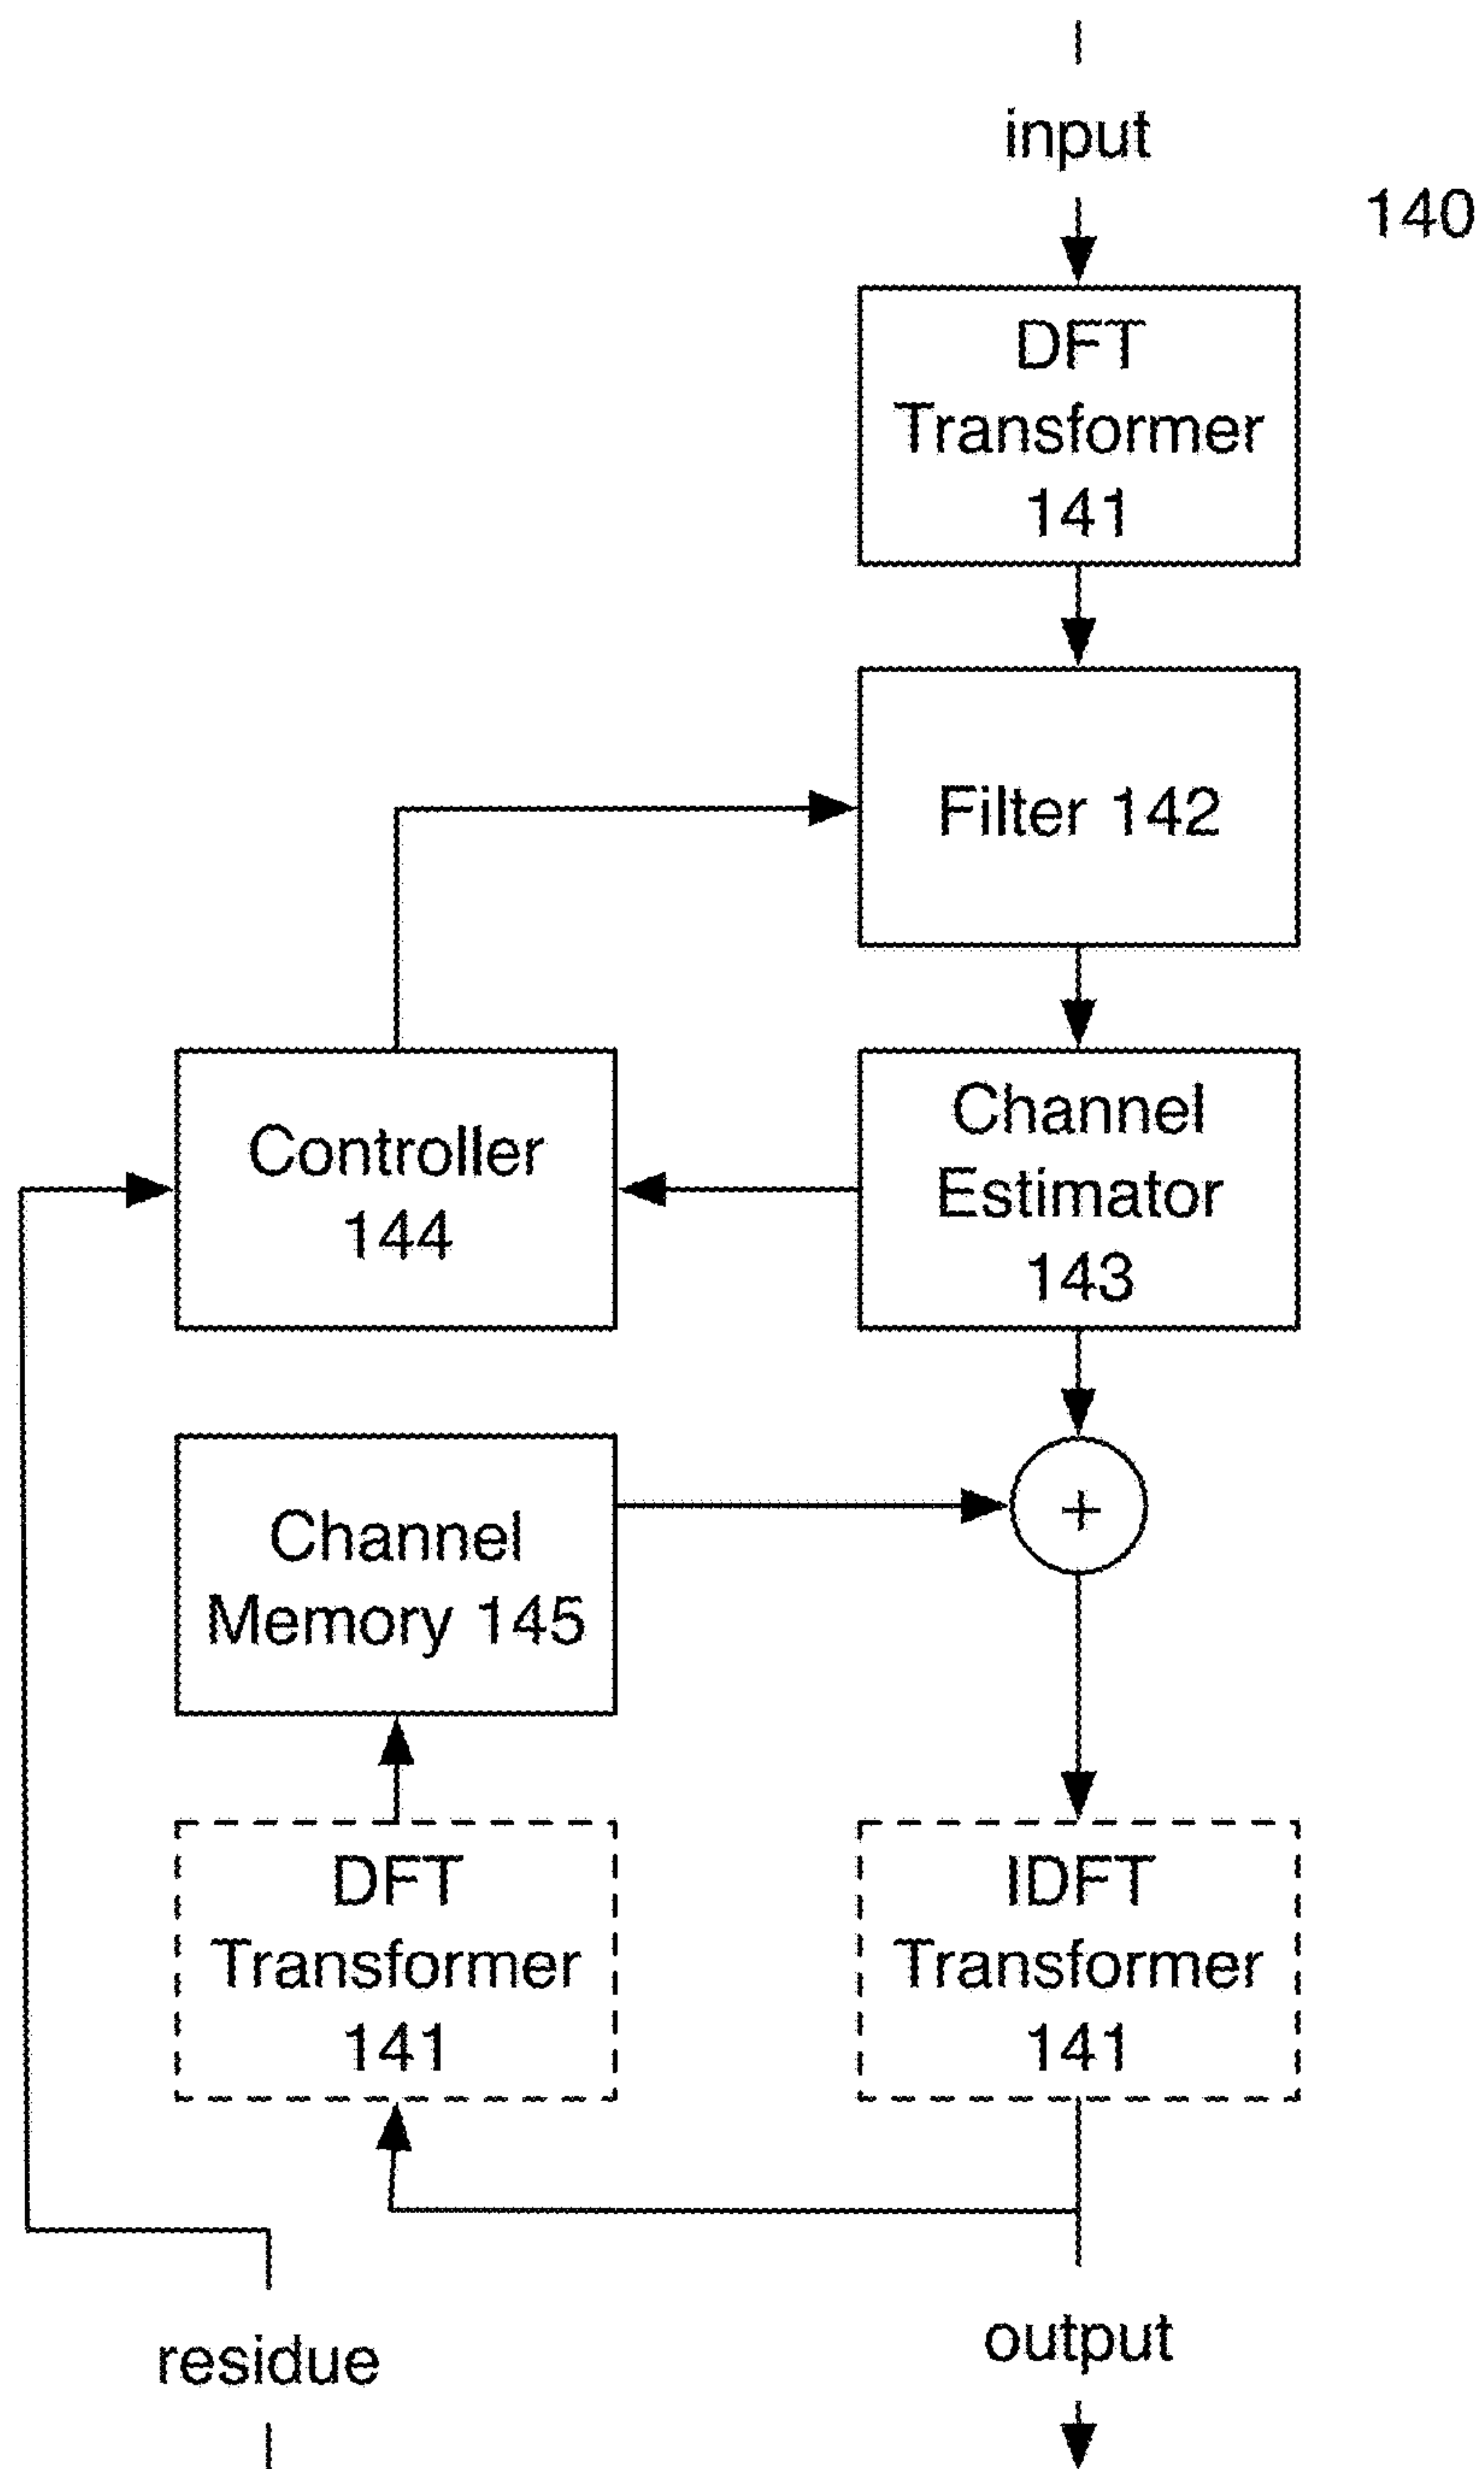 input
140
DFT
Transformer
141
Filter 142
Controller
144
Channel
Estimator
143
Channel
Memory 145
+
DFT
Transformer
141
IDFT
Transformer
141
residue
output